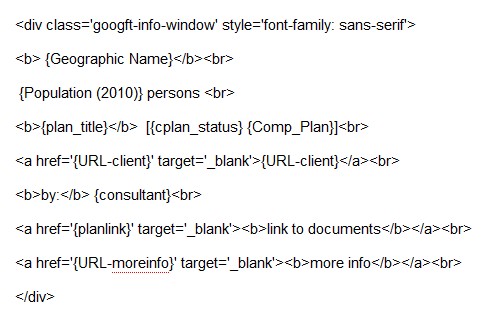 <div class='googft-info-window' style='font-family: sans-serif'>
<b> {Geographic Name}</b><br>
{Population (2010)} persons <br>
<b>{plan_title}</b>  [{cplan_status} {Comp_Plan}]<br>
<a href='{URL-client}' target='_blank'>{URL-client}</a><br>
<b>by:</b> {consultant}<br>
<a href='{planlink}' target='_blank'><b>link to documents</b></a><br>
<a href='{URL-moreinfo}' target='_blank'><b>more info</b></a><br>
</div>